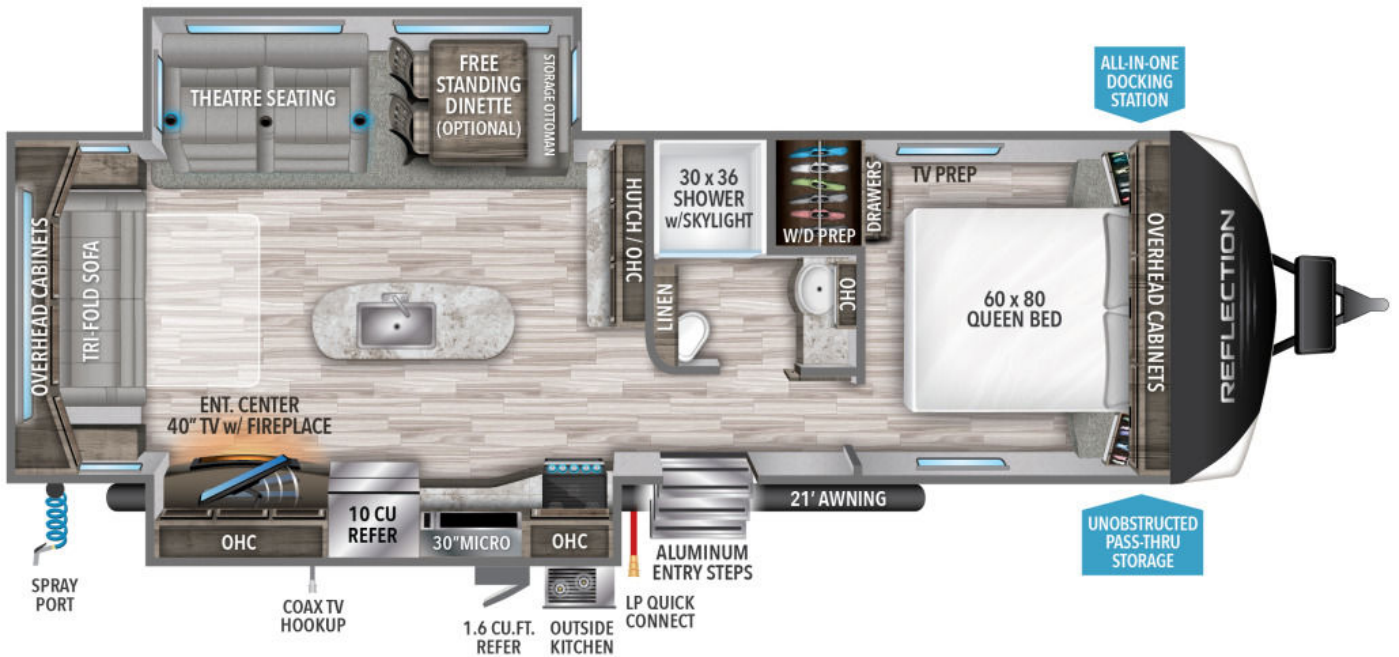 THEATRE SEATING
FREE
STANDING
DINETTE
(OPTIONAL)
STORAGE OTTOMAN
ALL-IN-ONE
DOCKING
STATION
OVERHEAD CABINETS
TRI-FOLD SOFA
HUTCH / OHC
30 x 36
SHOWER
w/SKYLIGHT
W/D PREP
DRAWERS
TV PREP
LINEN
OHC
60 x 80
QUEEN BED
OVERHEAD CABINETS
REFLECTION
ENT. CENTER
40" TV w/ FIREPLACE
10 CU
REFER
OHC
30"MICRO
OHC
21' AWNING
SPRAY
PORT
COAX TV
HOOKUP
1.6 CU.FT.
REFER
OUTSIDE
KITCHEN
LP QUICK
CONNECT
ALUMINUM
ENTRY STEPS
UNOBSTRUCTED
PASS-THRU
STORAGE